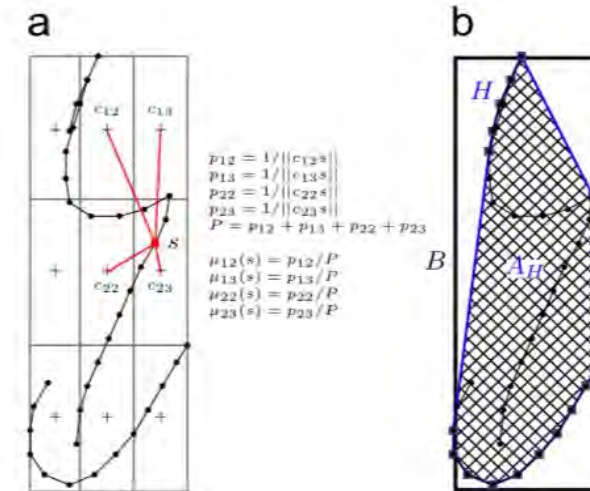 a
b
c₁₂ c₁₃
H
p₁₂ = 1/||c₁₂s||
p₁₃ = 1/||c₁₃s||
p₂₂ = 1/||c₂₂s||
p₂₃ = 1/||c₂₃s||
P = p₁₂ + p₁₃ + p₂₂ + p₂₃
s
μ₁₂(s) = p₁₂/P
μ₁₃(s) = p₁₃/P
μ₂₂(s) = p₂₂/P
μ₂₃(s) = p₂₃/P
c₂₂ c₂₃
B
A_H